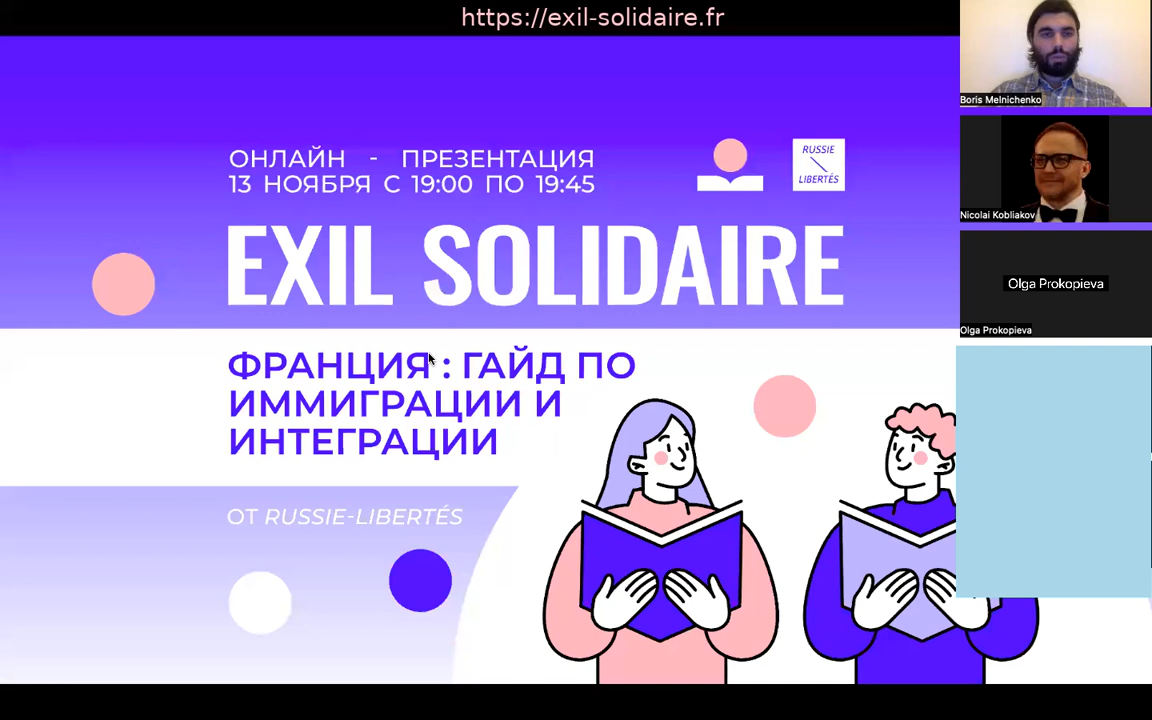 https://exil-solidaire.fr
ОНЛАЙН - ПРЕЗЕНТАЦИЯ
13 НОЯБРЯ С 19:00 ПО 19:45
RUSSIE
LIBERTÉS
EXIL SOLIDAIRE
ФРАНЦИЯ : ГАЙД ПО
ИММИГРАЦИИ И
ИНТЕГРАЦИИ
ОТ RUSSIE-LIBERTÉS
Boris Melnichenko
Nicolai Kobliakov
Olga Prokopieva
Olga Prokopieva